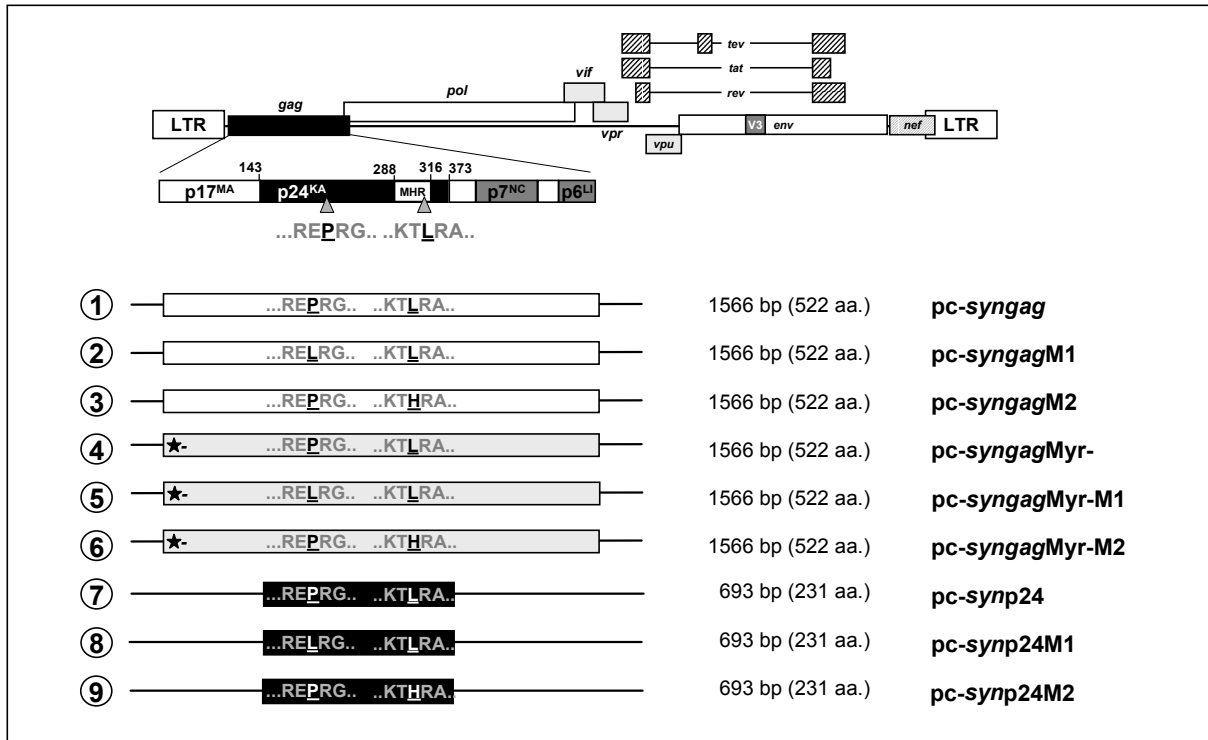 tev
tat
rev
vif
pol
gag
vpr
LTR
V3 env
nef
LTR
vpu
143 288 316 373
p17MA p24KA MHR p7NC p6LI
...REPRG.. ..KTLRA..
1 ...REPRG.. ..KTLRA.. 1566 bp (522 aa.) pc-syngag
2 ...RELRG.. ..KTLRA.. 1566 bp (522 aa.) pc-syngagM1
3 ...REPRG.. ..KTHRA.. 1566 bp (522 aa.) pc-syngagM2
4 ★- ...REPRG.. ..KTLRA.. 1566 bp (522 aa.) pc-syngagMyr-
5 ★- ...RELRG.. ..KTLRA.. 1566 bp (522 aa.) pc-syngagMyr-M1
6 ★- ...REPRG.. ..KTHRA.. 1566 bp (522 aa.) pc-syngagMyr-M2
7 ...REPRG.. ..KTLRA.. 693 bp (231 aa.) pc-synp24
8 ...RELRG.. ..KTLRA.. 693 bp (231 aa.) pc-synp24M1
9 ...REPRG.. ..KTHRA.. 693 bp (231 aa.) pc-synp24M2